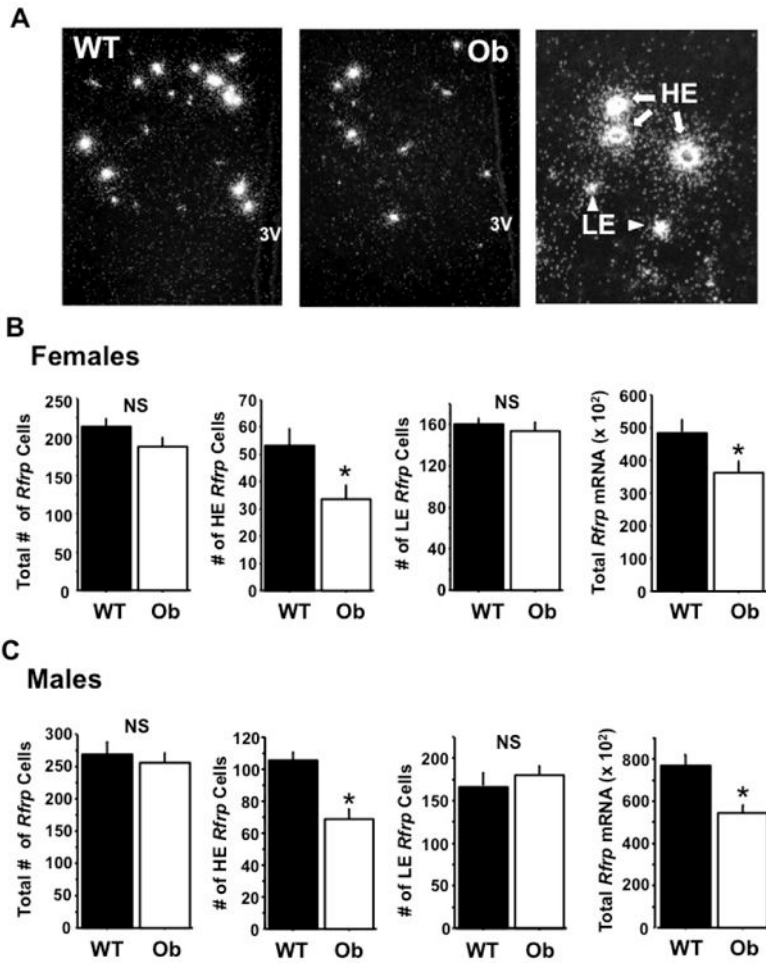 A
WT
3V
Ob
3V
HE
LE
B
Females
Total # of Rfrp Cells
250
200
150
100
50
0
NS
WT Ob
# of HE Rfrp Cells
70
60
50
40
30
20
10
0
*
WT Ob
# of LE Rfrp Cells
160
120
80
40
0
NS
WT Ob
Total Rfrp mRNA (x 10²)
600
500
400
300
200
100
0
*
WT Ob
C
Males
Total # of Rfrp Cells
300
250
200
150
100
50
0
NS
WT Ob
# of HE Rfrp Cells
120
100
80
60
40
20
0
*
WT Ob
# of LE Rfrp Cells
200
150
100
50
0
NS
WT Ob
Total Rfrp mRNA (x 10²)
800
600
400
200
0
*
WT Ob